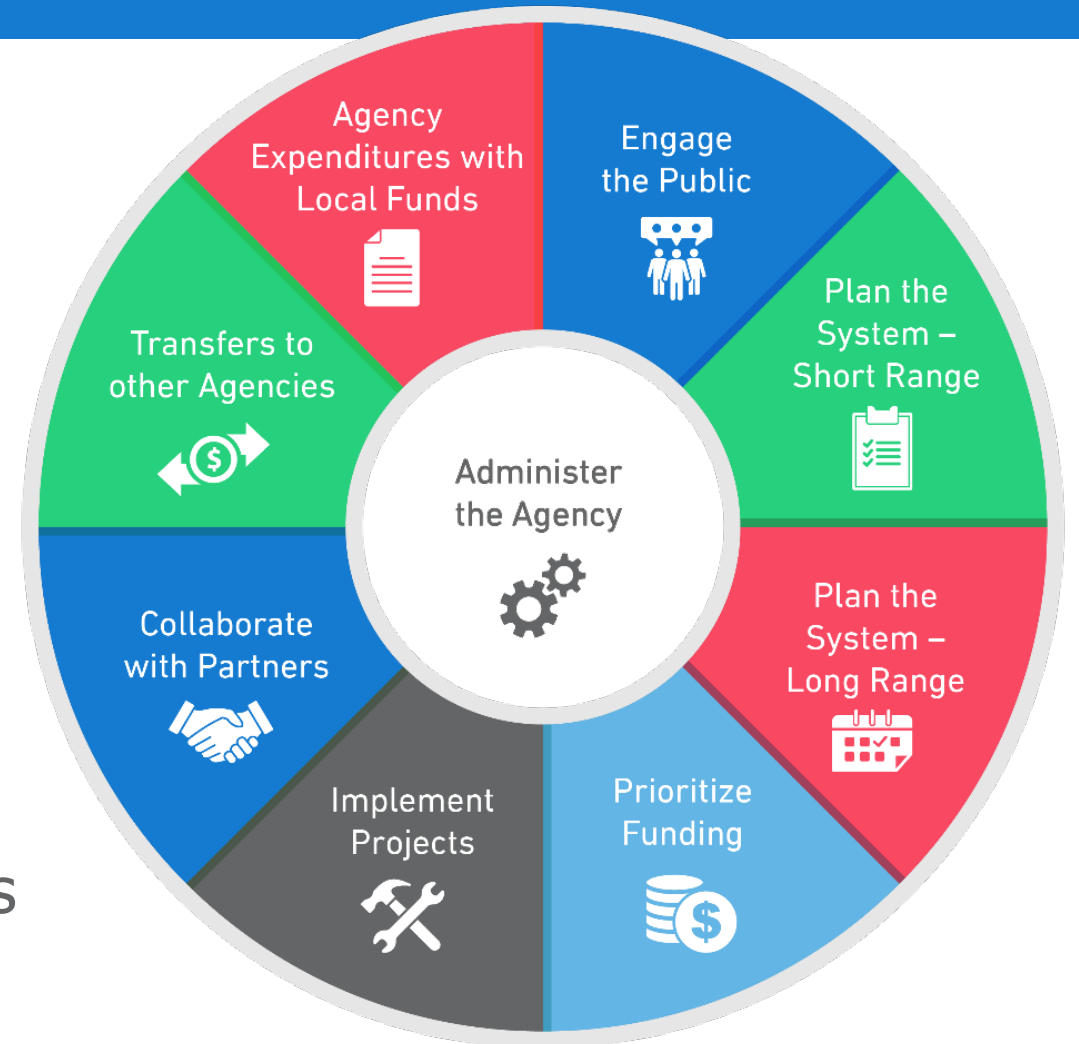 Agency
Expenditures with
Local Funds
Engage
the Public
Plan the
System –
Short Range
Plan the
System –
Long Range
Prioritize
Funding
Implement
Projects
Collaborate
with Partners
Transfers to
other Agencies
Administer
the Agency
s